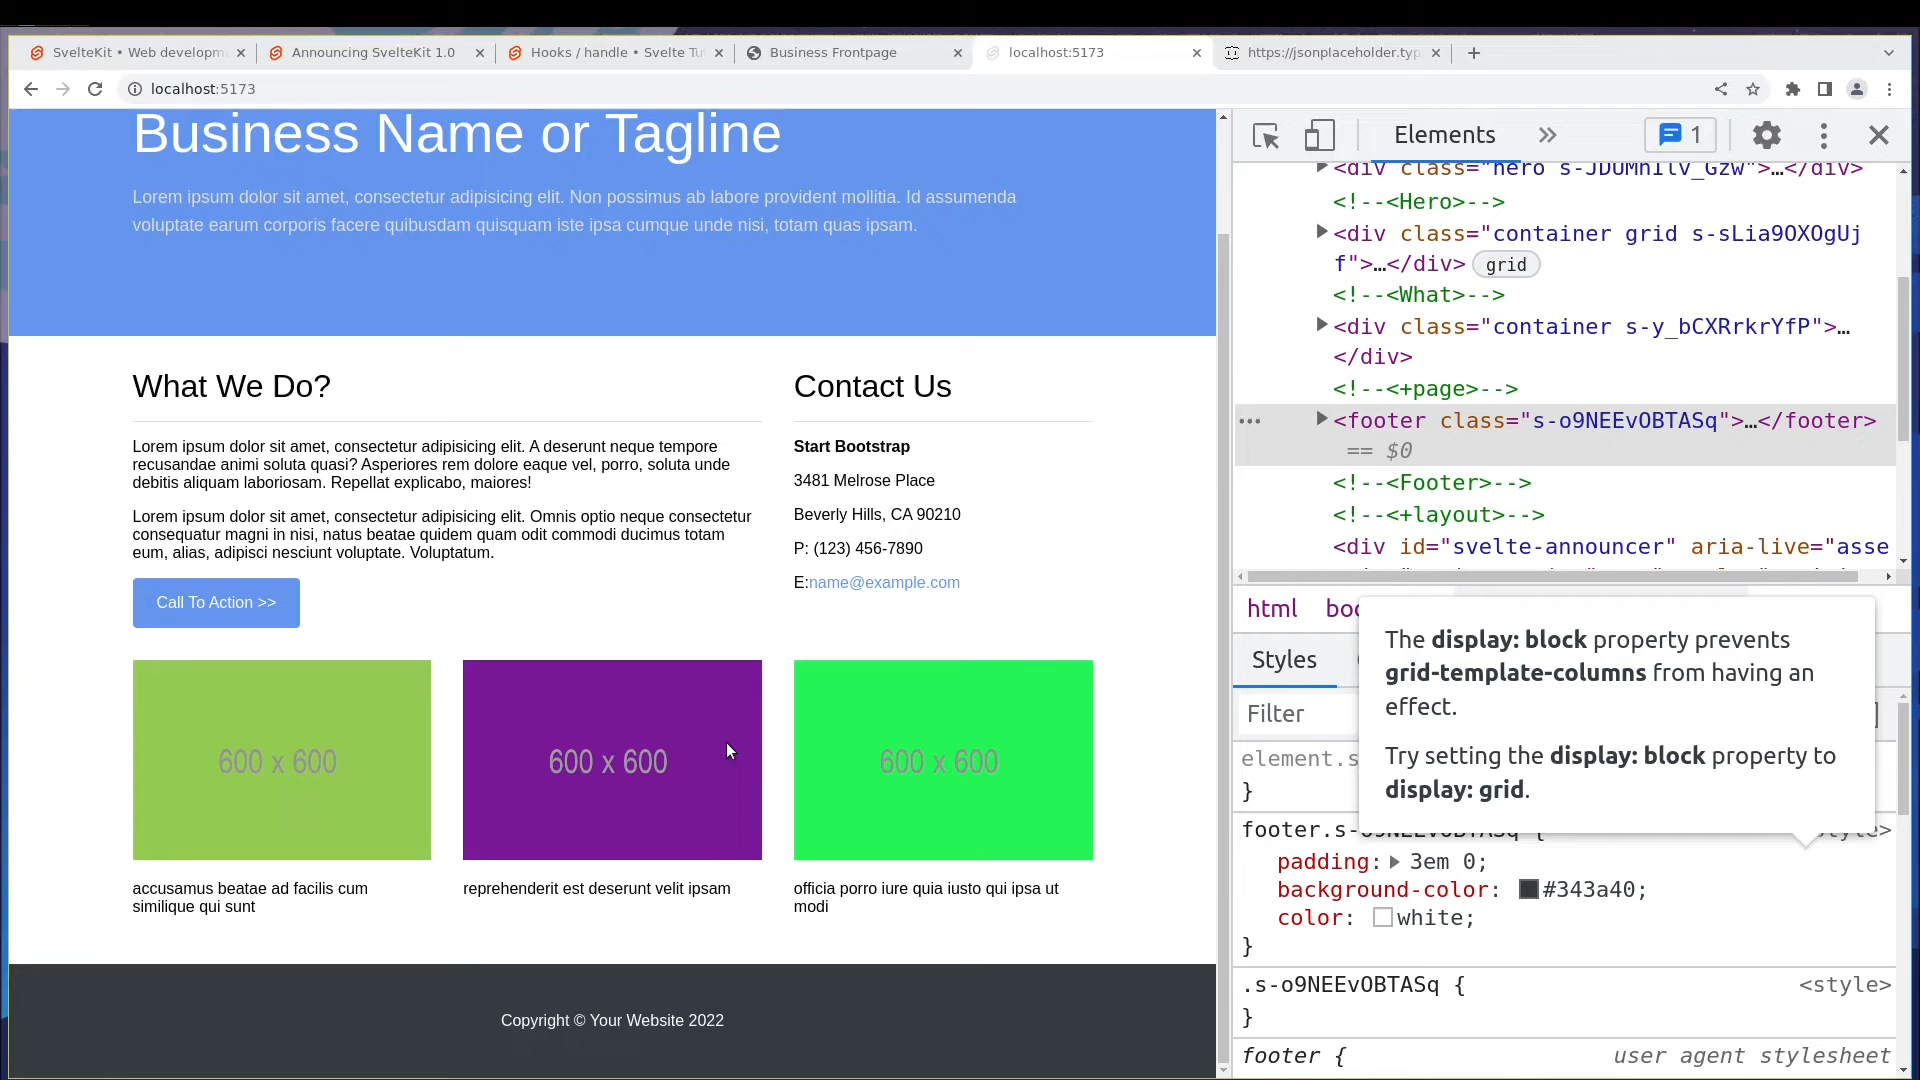 SvelteKit • Web developm
Announcing SvelteKit 1.0
Hooks / handle • Svelte Tu
Business Frontpage
localhost:5173
https://jsonplaceholder.typ
localhost:5173
Business Name or Tagline
Lorem ipsum dolor sit amet, consectetur adipisicing elit. Non possimus ab labore provident mollitia. Id assumenda
voluptate earum corporis facere quibusdam quisquam iste ipsa cumque unde nisi, totam quas ipsam.
What We Do?
Lorem ipsum dolor sit amet, consectetur adipisicing elit. A deserunt neque tempore
recusandae animi soluta quasi? Asperiores rem dolore eaque vel, porro, soluta unde
debitis aliquam laboriosam. Repellat explicabo, maiores!
Lorem ipsum dolor sit amet, consectetur adipisicing elit. Omnis optio neque consectetur
consequatur magni in nisi, natus beatae quidem quam odit commodi ducimus totam
eum, alias, adipisci nesciunt voluptate. Voluptatum.
Call To Action >>
Contact Us
Start Bootstrap
3481 Melrose Place
Beverly Hills, CA 90210
P: (123) 456-7890
E:name@example.com
600 x 600
600 x 600
600 x 600
accusamus beatae ad facilis cum
similique qui sunt
reprehenderit est deserunt velit ipsam
officia porro iure quia iusto qui ipsa ut
modi
Copyright © Your Website 2022
Elements
1
<div class="hero s-JDUMnIlv_Gzw">…</div>
<!--<Hero>-->
<div class="container grid s-sLia9OXOgUj
f">…</div> grid
<!--<What>-->
<div class="container s-y_bCXRrkrYfP">…
</div>
<!--<+page>-->
<footer class="s-o9NEEvOBTASq">…</footer>
== $0
<!--<Footer>-->
<!--<+layout>-->
<div id="svelte-announcer" aria-live="asse
html boo
The display: block property prevents
grid-template-columns from having an
effect.
Try setting the display: block property to
display: grid.
Styles
Filter
element.s
}
footer.s-o9NEEvOBTASq { <style>
padding: 3em 0;
background-color: #343a40;
color: white;
}
.s-o9NEEvOBTASq { <style>
}
footer { user agent stylesheet